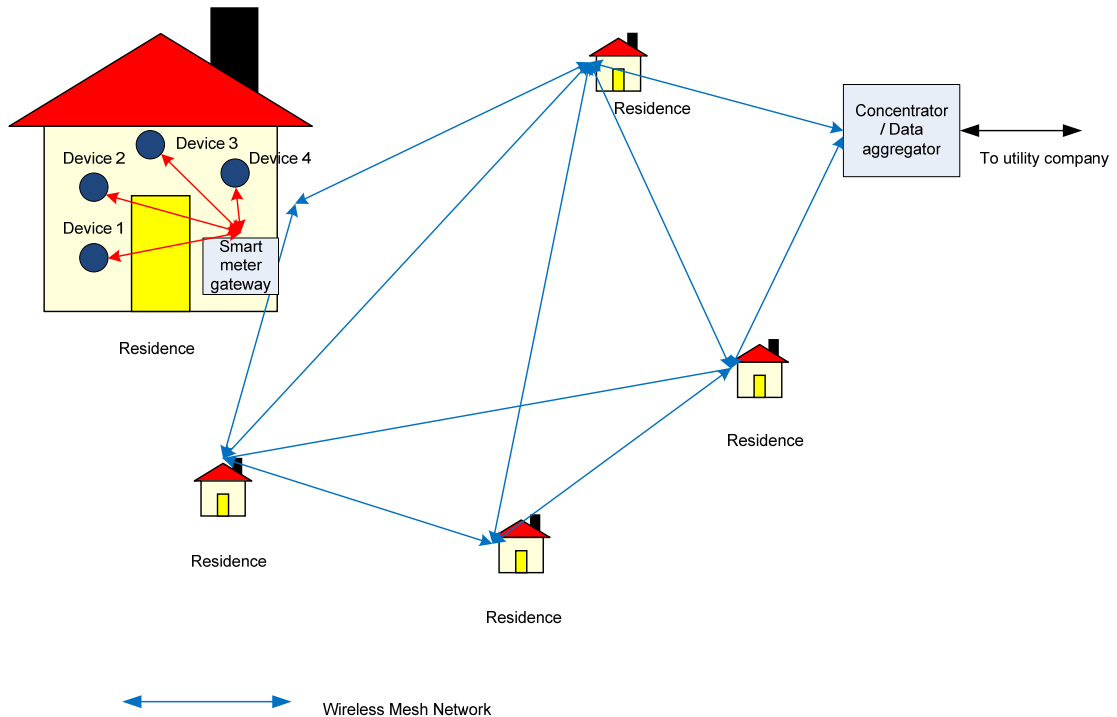 Residence
Concentrator
/ Data
aggregator
To utility company
Device 3
Device 2
Device 4
Device 1
Smart
meter
gateway
Residence
Residence
Residence
Residence
Wireless Mesh Network